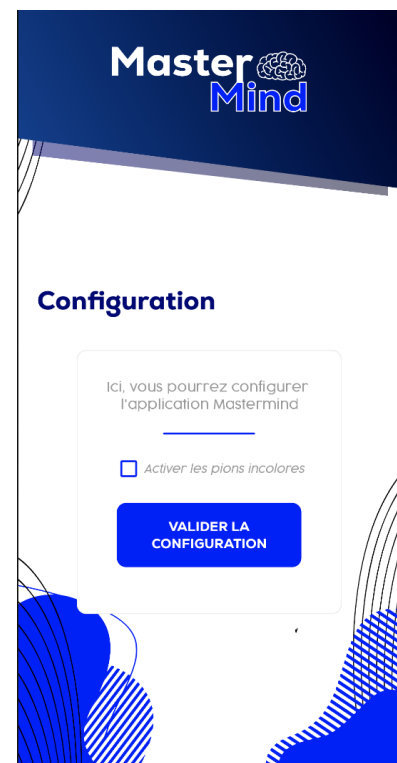 Master
Mind
Configuration
Ici, vous pourrez configurer
l'application Mastermind
Activer les pions incolores
VALIDER LA
CONFIGURATION